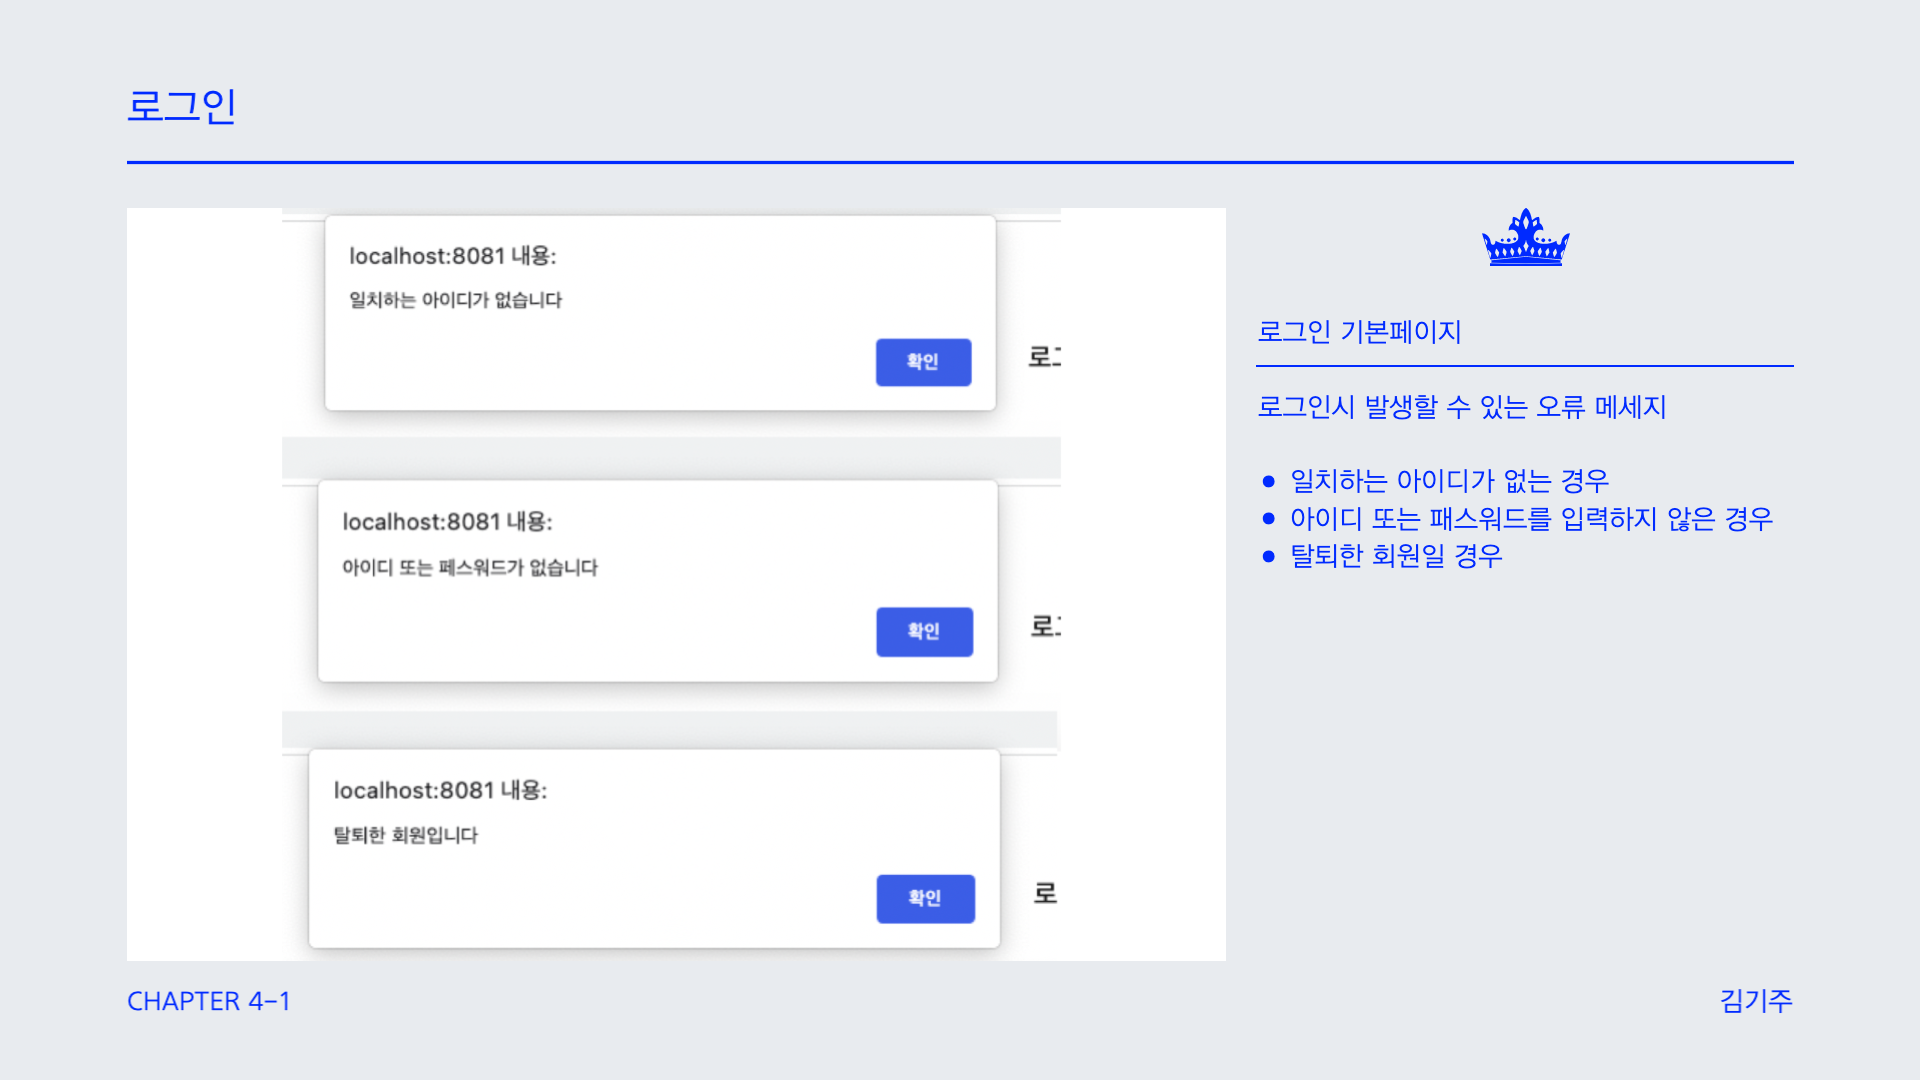 로그인
localhost:8081 내용:
일치하는 아이디가 없습니다
확인
로그
localhost:8081 내용:
아이디 또는 페스워드가 없습니다
확인
로그
localhost:8081 내용:
탈퇴한 회원입니다
확인
로
로그인 기본페이지
로그인시 발생할 수 있는 오류 메세지
● 일치하는 아이디가 없는 경우
● 아이디 또는 패스워드를 입력하지 않은 경우
● 탈퇴한 회원일 경우
CHAPTER 4-1
김기주